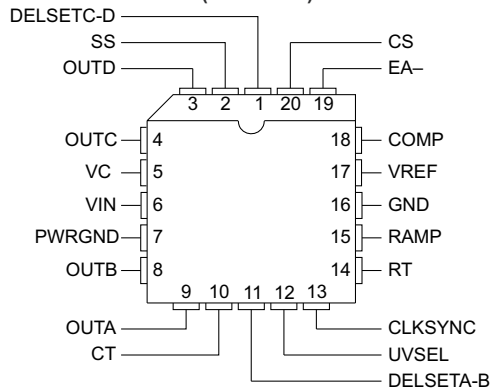 DELSETC-D
SS
CS
OUTD
EA–
3 2 1 20 19
OUTC 4 18 COMP
VC 5 17 VREF
VIN 6 16 GND
PWRGND 7 15 RAMP
OUTB 8 14 RT
9 10 11 12 13
OUTA
CLKSYNC
CT
UVSEL
DELSETA-B